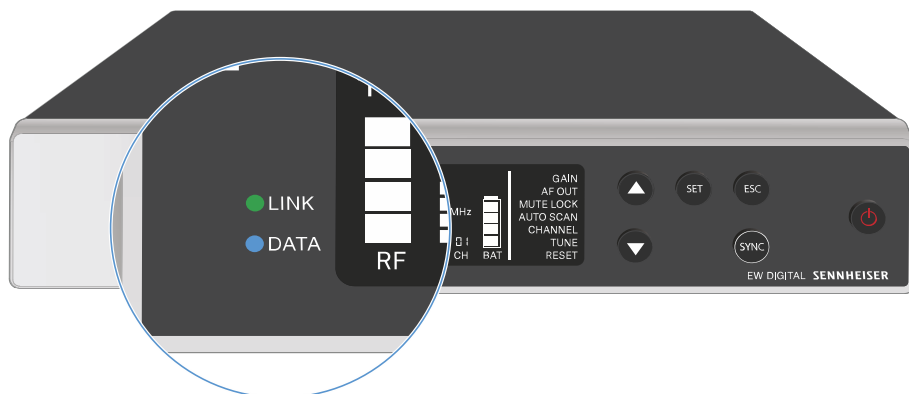 LINK
DATA
RF
MHz
01
CH
BAT
GAIN
AF OUT
MUTE LOCK
AUTO SCAN
CHANNEL
TUNE
RESET
SET
ESC
SYNC
EW DIGITAL SENNHEISER